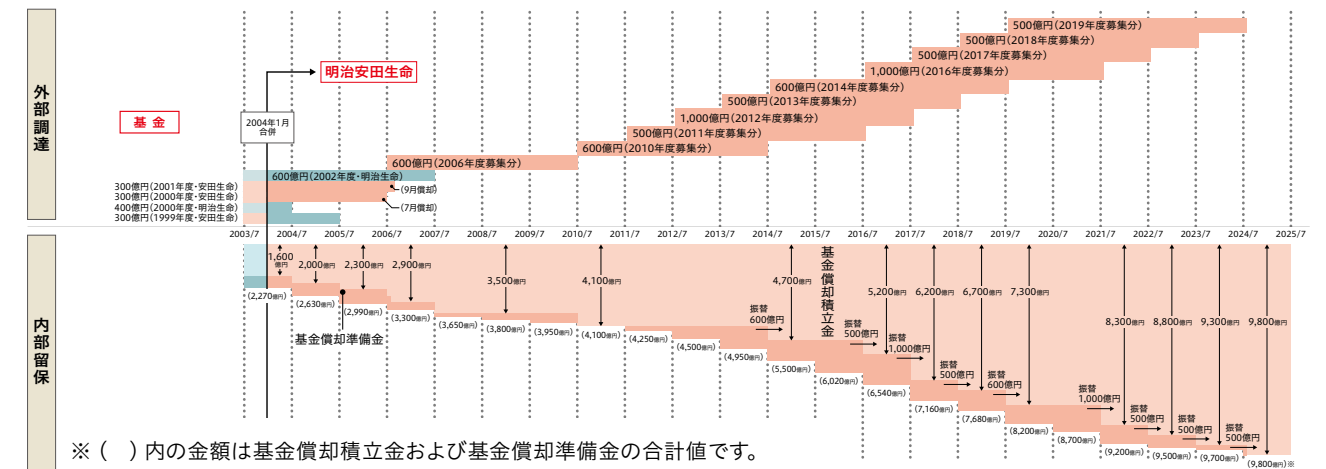 外部調達
基金
2004年1月
合併
明治安田生命
500億円(2019年度募集分)
500億円(2018年度募集分)
500億円(2017年度募集分)
1,000億円(2016年度募集分)
600億円(2014年度募集分)
500億円(2013年度募集分)
1,000億円(2012年度募集分)
500億円(2011年度募集分)
600億円(2010年度募集分)
600億円(2006年度募集分)
600億円(2002年度・明治生命)
300億円(2001年度・安田生命)
(9月償却)
300億円(2000年度・安田生命)
(7月償却)
400億円(2000年度・明治生命)
300億円(1999年度・安田生命)
2003/7 2004/7 2005/7 2006/7 2007/7 2008/7 2009/7 2010/7 2011/7 2012/7 2013/7 2014/7 2015/7 2016/7 2017/7 2018/7 2019/7 2020/7 2021/7 2022/7 2023/7 2024/7 2025/7
内部留保
1,600億円
2,000億円
2,300億円
2,900億円
3,500億円
4,100億円
4,700億円
5,200億円
6,200億円
6,700億円
7,300億円
8,300億円
8,800億円
9,300億円
9,800億円
基金償却積立金
基金償却準備金
振替
600億円
振替
500億円
振替
1,000億円
振替
500億円
振替
600億円
振替
1,000億円
振替
500億円
振替
500億円
振替
500億円
(2,270億円)
(2,630億円)
(2,990億円)
(3,300億円)
(3,650億円)
(3,800億円)
(3,950億円)
(4,100億円)
(4,250億円)
(4,500億円)
(4,950億円)
(5,500億円)
(6,020億円)
(6,540億円)
(7,160億円)
(7,680億円)
(8,200億円)
(8,700億円)
(9,200億円)
(9,500億円)
(9,700億円)
(9,800億円)※
※( )内の金額は基金償却積立金および基金償却準備金の合計値です。